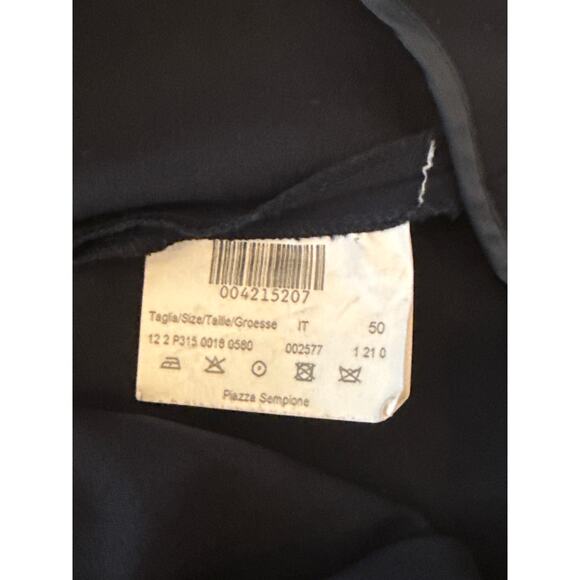 004215207
Taglia/Size/Taille/Groesse IT 50
12 2 P315 0018 0580 002577 1 21 0
Piazza Sempione